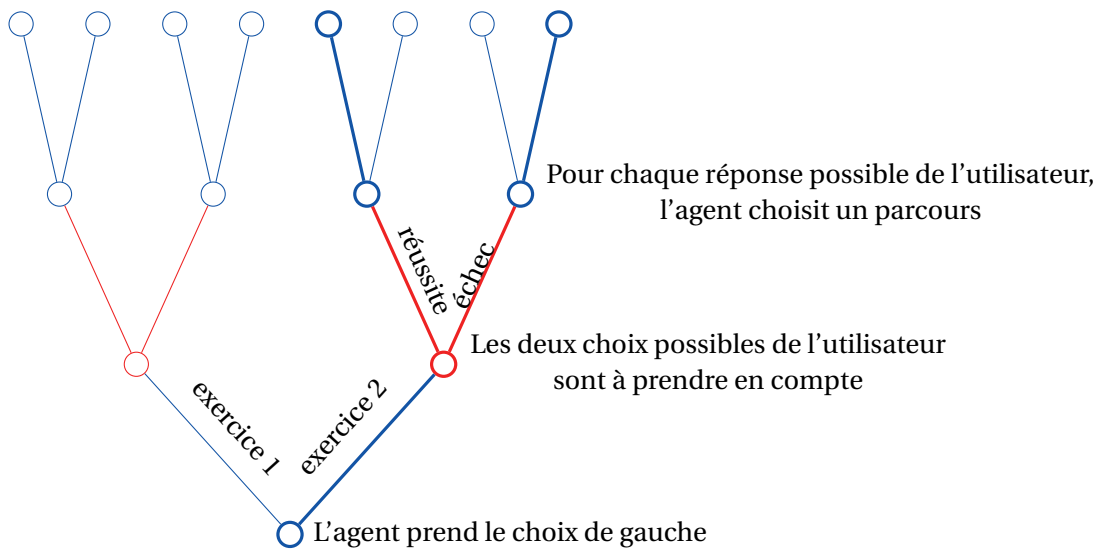 Pour chaque réponse possible de l'utilisateur,
l'agent choisit un parcours
réussite
échec
Les deux choix possibles de l'utilisateur
sont à prendre en compte
exercice 1
exercice 2
L'agent prend le choix de gauche